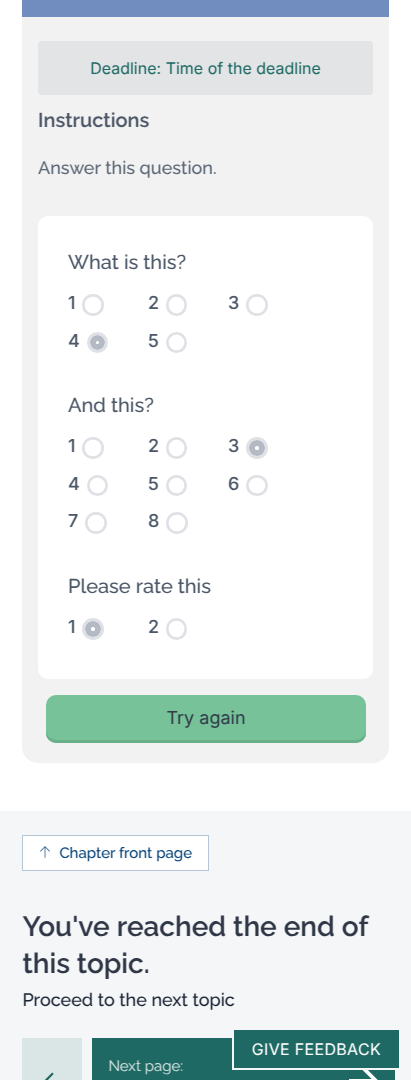 Deadline: Time of the deadline
Instructions
Answer this question.
What is this?
1 2 3
4 5
And this?
1 2 3
4 5 6
7 8
Please rate this
1 2
Try again
↑ Chapter front page
You've reached the end of
this topic.
Proceed to the next topic
GIVE FEEDBACK
Next page: